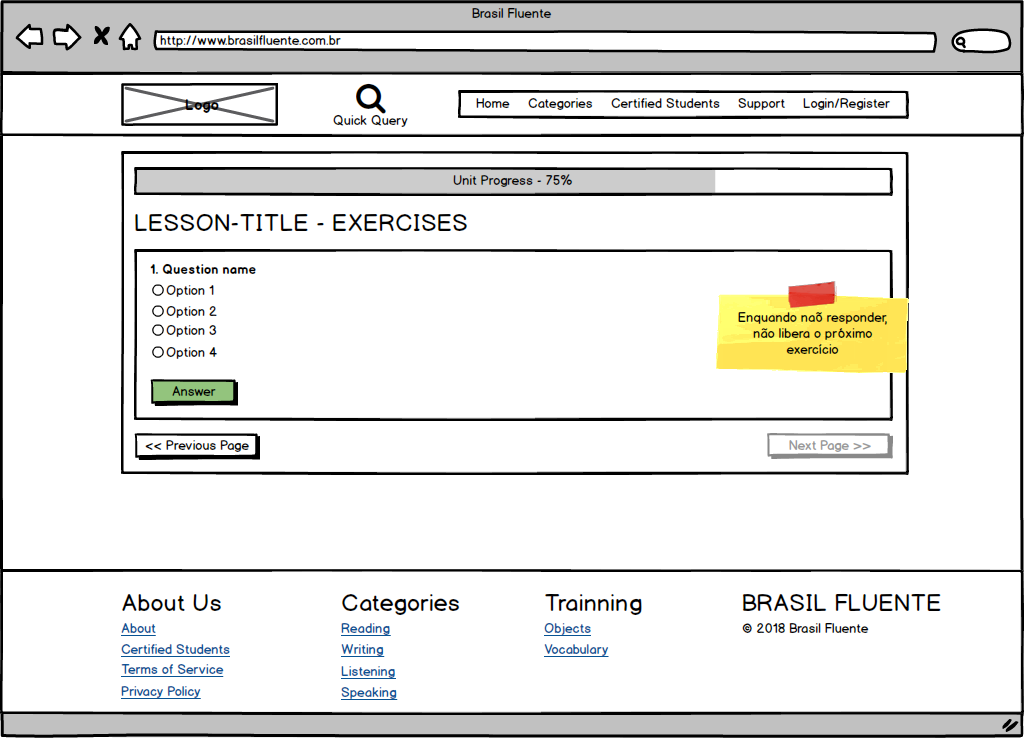 Brasil Fluente
http://www.brasilfluente.com.br
Logo
Quick Query
Home Categories Certified Students Support Login/Register
Unit Progress - 75%
LESSON-TITLE - EXERCISES
1. Question name
Option 1
Option 2
Option 3
Option 4
Answer
Enquando naõ responder,
não libera o próximo
exercício
<< Previous Page
Next Page >>
About Us
About
Certified Students
Terms of Service
Privacy Policy
Categories
Reading
Writing
Listening
Speaking
Trainning
Objects
Vocabulary
BRASIL FLUENTE
© 2018 Brasil Fluente